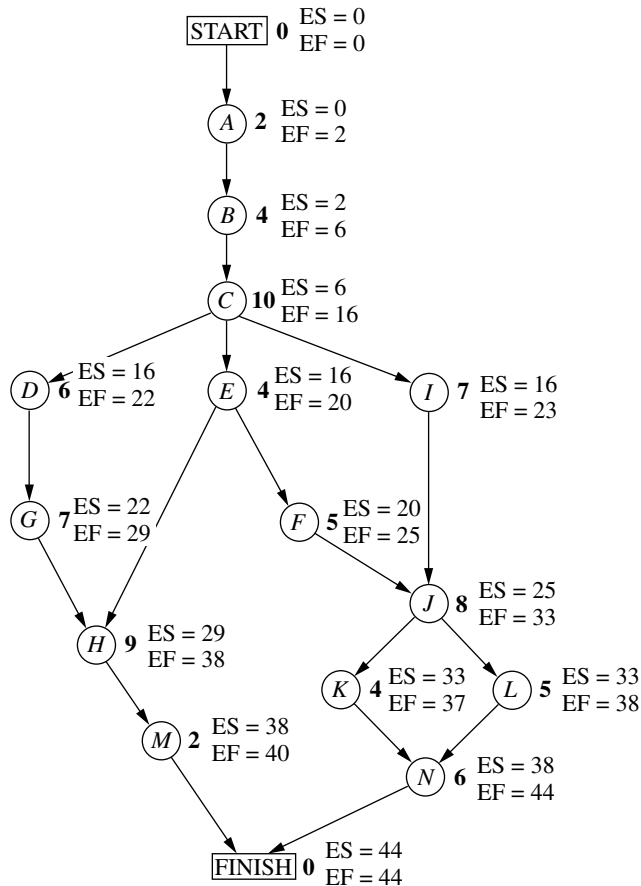 START 0 ES = 0
EF = 0
A 2 ES = 0
EF = 2
B 4 ES = 2
EF = 6
C 10 ES = 6
EF = 16
D 6 ES = 16
EF = 22
E 4 ES = 16
EF = 20
I 7 ES = 16
EF = 23
G 7 ES = 22
EF = 29
F 5 ES = 20
EF = 25
J 8 ES = 25
EF = 33
H 9 ES = 29
EF = 38
K 4 ES = 33
EF = 37
L 5 ES = 33
EF = 38
M 2 ES = 38
EF = 40
N 6 ES = 38
EF = 44
FINISH 0 ES = 44
EF = 44